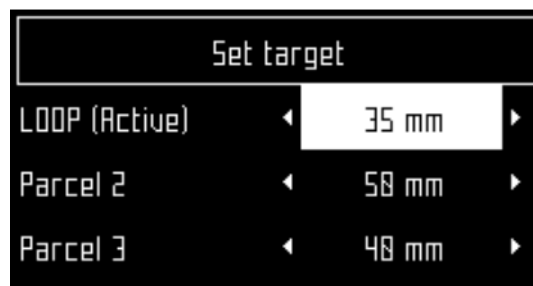 Set target
LOOP (Active) 35 mm
Parcel 2 50 mm
Parcel 3 40 mm